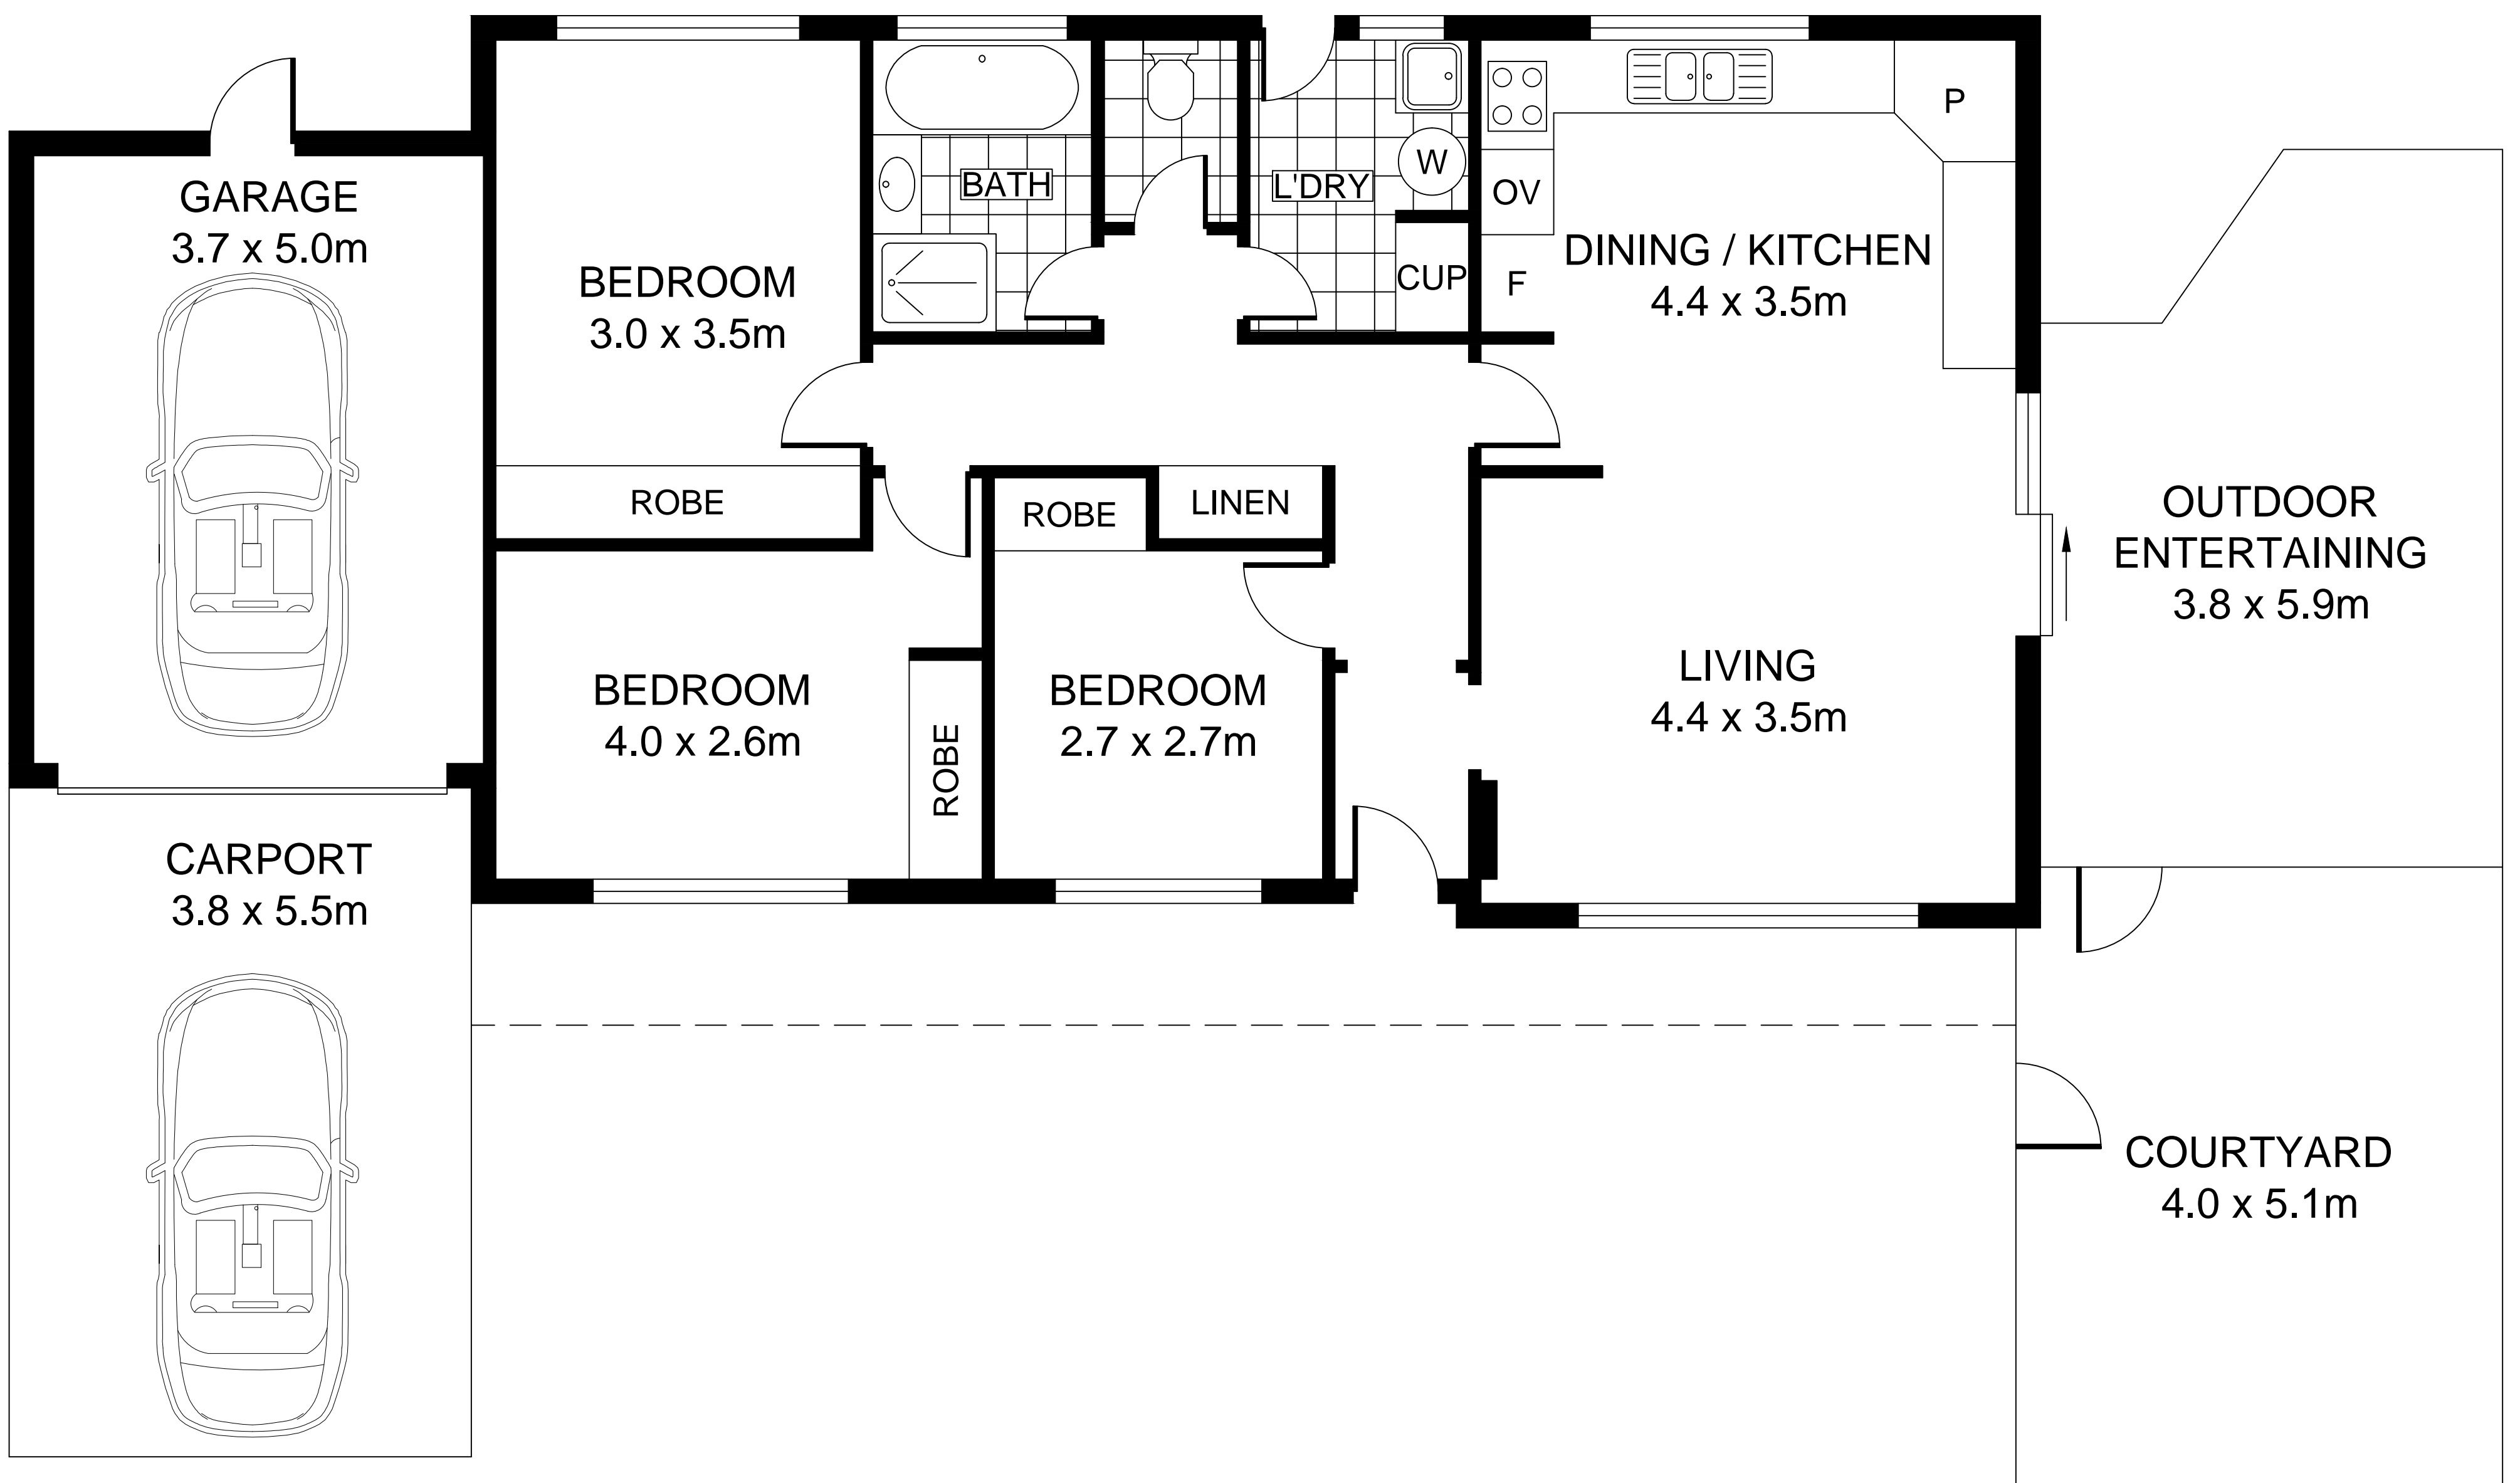 GARAGE
3.7 x 5.0m
BEDROOM
3.0 x 3.5m
ROBE
BATH
L'DRY
W
CUP
OV
F
P
DINING / KITCHEN
4.4 x 3.5m
ROBE
LINEN
BEDROOM
4.0 x 2.6m
ROBE
BEDROOM
2.7 x 2.7m
LIVING
4.4 x 3.5m
OUTDOOR
ENTERTAINING
3.8 x 5.9m
CARPORT
3.8 x 5.5m
COURTYARD
4.0 x 5.1m